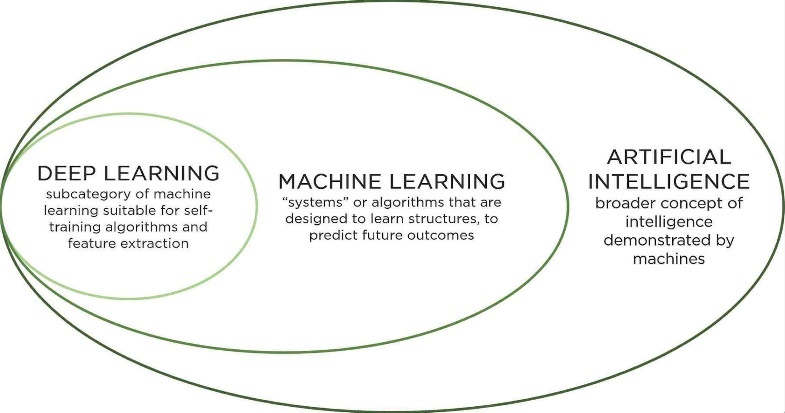 DEEP LEARNING
subcategory of machine
learning suitable for self-
training algorithms and
feature extraction
MACHINE LEARNING
“systems” or algorithms that are
designed to learn structures, to
predict future outcomes
ARTIFICIAL
INTELLIGENCE
broader concept of
intelligence
demonstrated by
machines